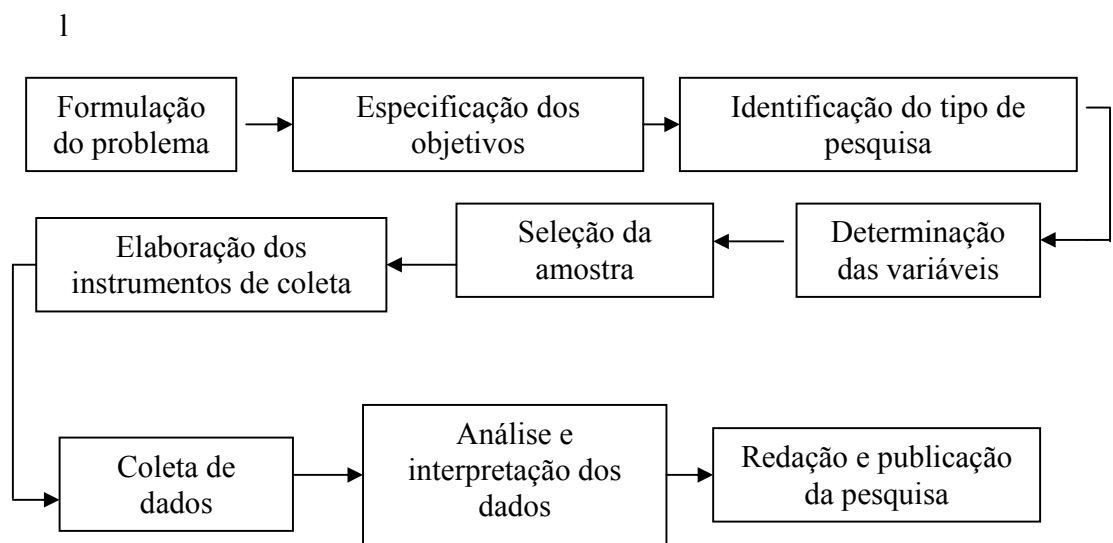 l
Formulação
do problema
Especificação dos
objetivos
Identificação do tipo de
pesquisa
Determinação
das variáveis
Seleção da
amostra
Elaboração dos
instrumentos de coleta
Coleta de
dados
Análise e
interpretação dos
dados
Redação e publicação
da pesquisa